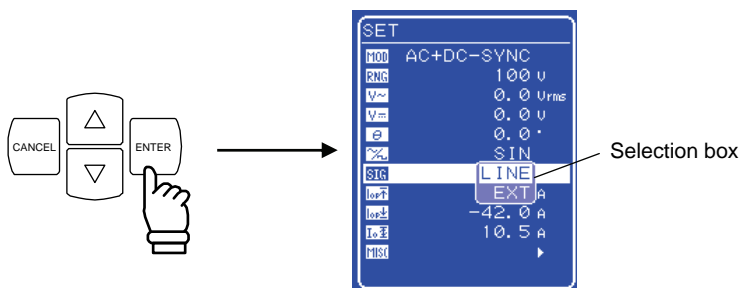 CANCEL
ENTER
SET
MOD AC+DC-SYNC
RNG 100 V
V~ 0.0 Vrms
V⎓ 0.0 V
θ 0.0 °
SIN
SIG LINE
EXT A
-42.0 A
10.5 A
MISC
Selection box